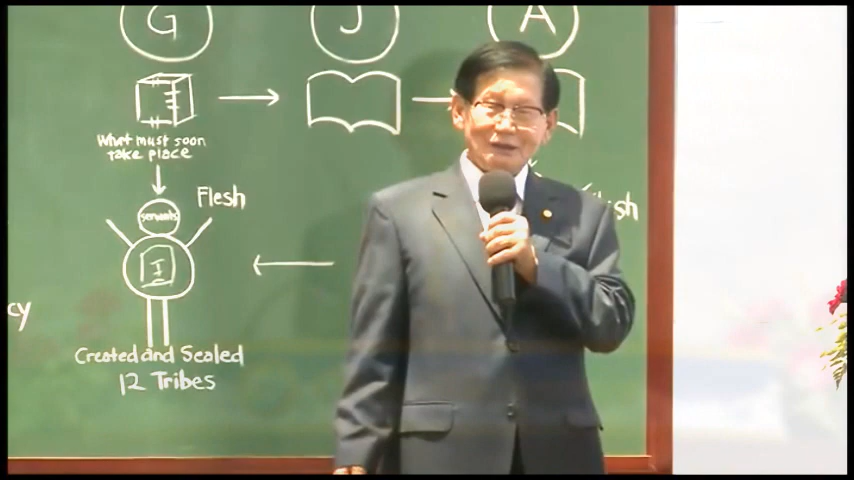 G
J
A
What must soon
take place
servants
Flesh
sh
cy
Created and Sealed
12 Tribes